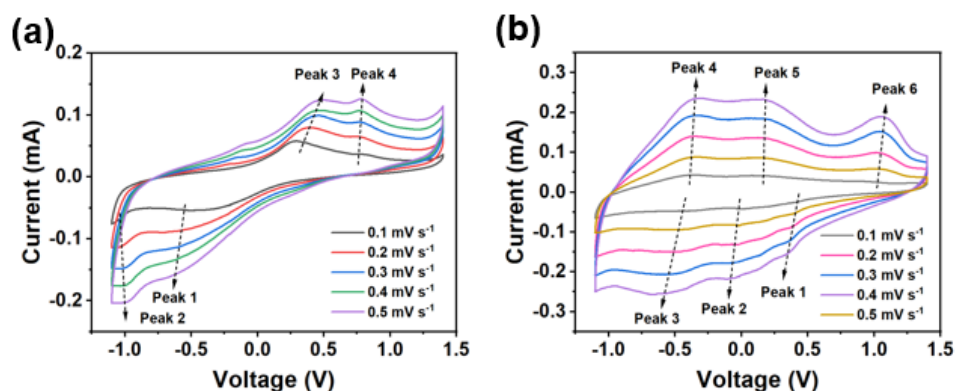 (a)
0.2
0.1
0.0
-0.1
-0.2
Current (mA)
Peak 3
Peak 4
Peak 1
Peak 2
0.1 mV s⁻¹
0.2 mV s⁻¹
0.3 mV s⁻¹
0.4 mV s⁻¹
0.5 mV s⁻¹
-1.0 -0.5 0.0 0.5 1.0 1.5
Voltage (V)
(b)
0.3
0.2
0.1
0.0
-0.1
-0.2
-0.3
Current (mA)
Peak 4
Peak 5
Peak 6
Peak 1
Peak 2
Peak 3
0.1 mV s⁻¹
0.2 mV s⁻¹
0.3 mV s⁻¹
0.4 mV s⁻¹
0.5 mV s⁻¹
-1.0 -0.5 0.0 0.5 1.0 1.5
Voltage (V)